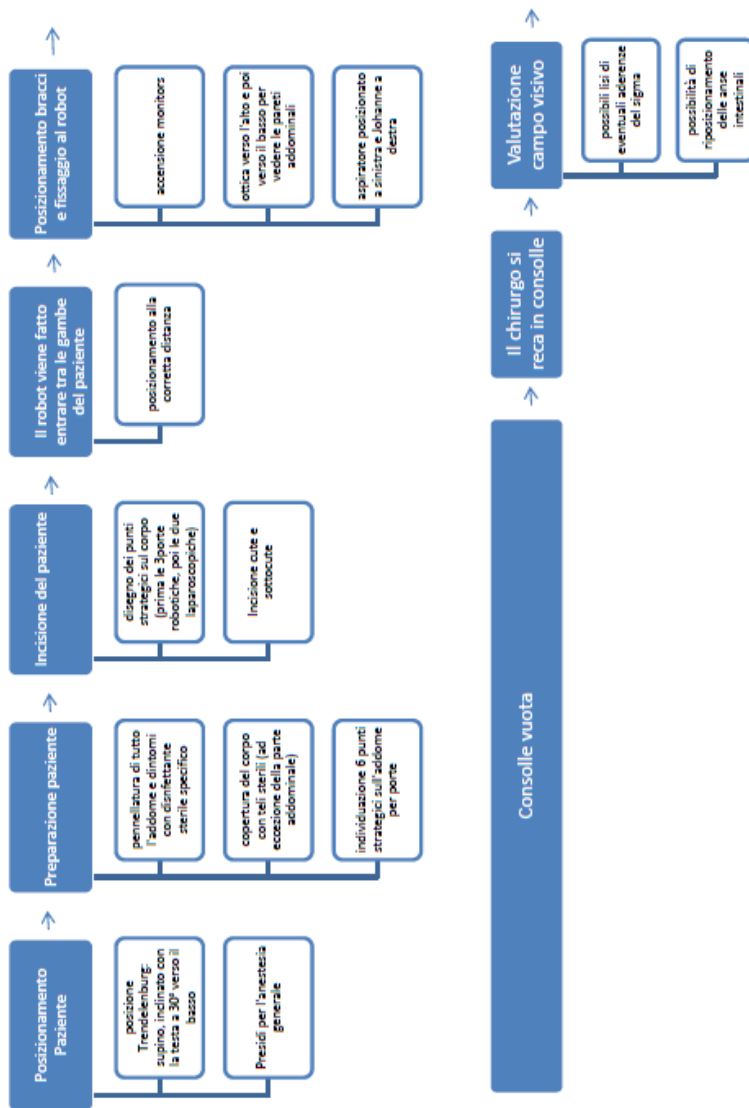 Posizionamento
Paziente
posizione
Trendelenburg:
supino, inclinato con
la testa a 30° verso il
basso
Presidi per l'anestesia
generale
Preparazione paziente
pennellatura di tutto
l'addome e dintorni
con disnfettante
sterile specifico
copertura del corpo
con teli sterili (ad
eccezione della parte
addominale)
individuazione 6 punti
strategici sull'addome
per porte
Incisione del paziente
disegno dei punti
strategici sul corpo
(prima le 3porte
robotiche, poi le due
laparoscopiche)
Incisione cute e
sottocute
Il robot viene fatto
entrare tra le gambe
del paziente
posizionamento alla
corretta distanza
Posizionamento bracci
e fissaggio al robot
accensione monitors
ottica verso l'alto e poi
verso il basso per
vedere le pareti
addominali
aspiratore posizionato
a sinistra e Johanne a
destra
Consolle vuota
Il chirurgo si
reca in consolle
Valutazione
campo visivo
possibili lisi di
eventuali aderenze
del sigma
possibilità di
riposizionamento
delle anse
intestinali